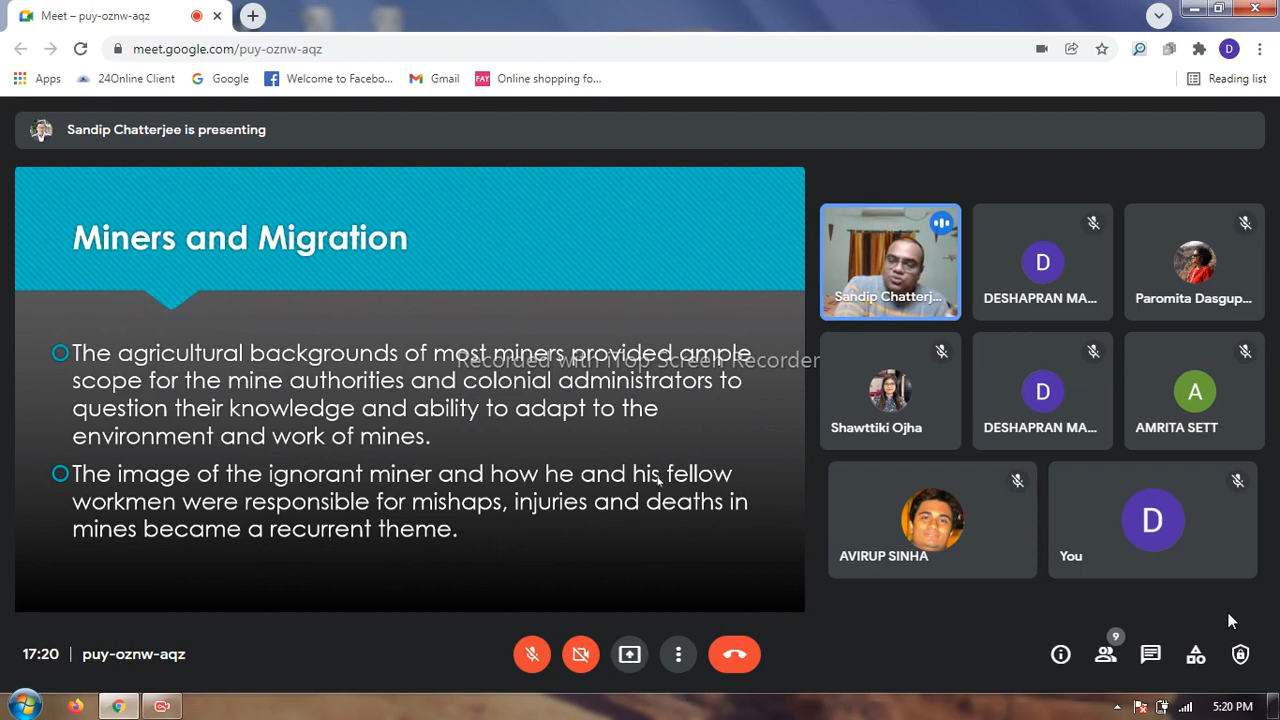 Meet – puy-oznw-aqz
meet.google.com/puy-oznw-aqz
D
Apps
24Online Client
Google
Welcome to Facebo...
Gmail
FAY
Online shopping fo...
Reading list
Sandip Chatterjee is presenting
Miners and Migration
The agricultural backgrounds of most miners provided ample
scope for the mine authorities and colonial administrators to
question their knowledge and ability to adapt to the
environment and work of mines.
The image of the ignorant miner and how he and his fellow
workmen were responsible for mishaps, injuries and deaths in
mines became a recurrent theme.
Recorded with iTop Screen Recorder
Sandip Chatterj...
D
DESHAPRAN MA...
Paromita Dasgup...
Shawttiki Ojha
D
DESHAPRAN MA...
A
AMRITA SETT
AVIRUP SINHA
D
You
17:20 | puy-oznw-aqz
9
5:20 PM